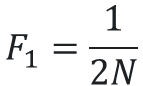 F₁ = 1/2N